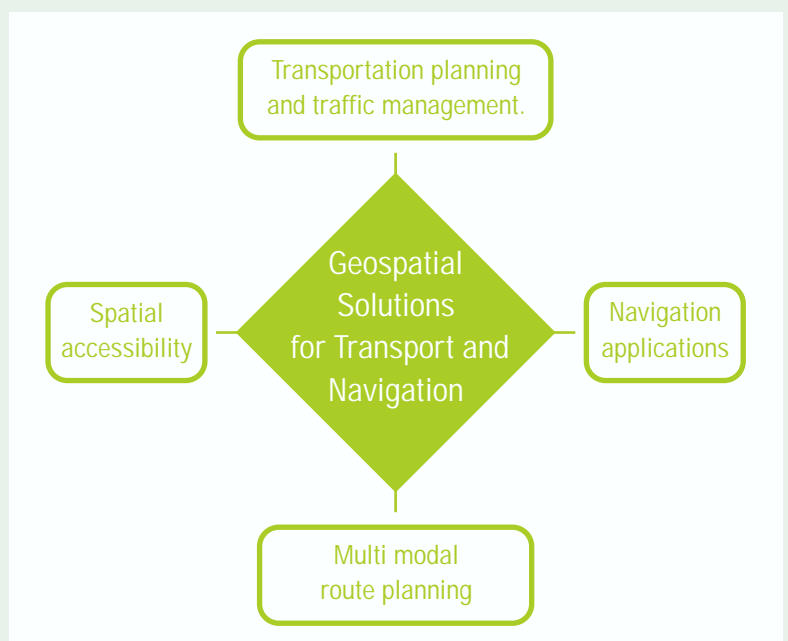 Transportation planning
and traffic management.
Geospatial
Solutions
for Transport and
Navigation
Spatial
accessibility
Navigation
applications
Multi modal
route planning